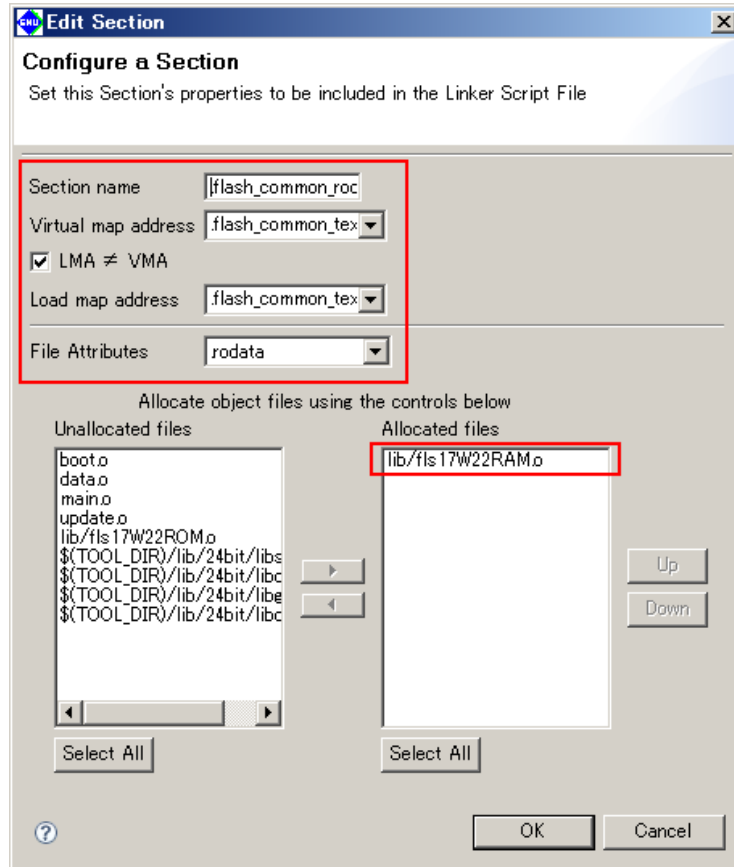 GNU Edit Section
Configure a Section
Set this Section's properties to be included in the Linker Script File
Section name .flash_common_roc
Virtual map address .flash_common_tex
LMA ≠ VMA
Load map address .flash_common_tex
File Attributes rodata
Allocate object files using the controls below
Unallocated files
boot.o
data.o
main.o
update.o
lib/fls17W22ROM.o
$(TOOL_DIR)/lib/24bit/libs
$(TOOL_DIR)/lib/24bit/libc
$(TOOL_DIR)/lib/24bit/libg
$(TOOL_DIR)/lib/24bit/libc
Select All
Allocated files
lib/fls17W22RAM.o
Select All
Up
Down
?
OK Cancel